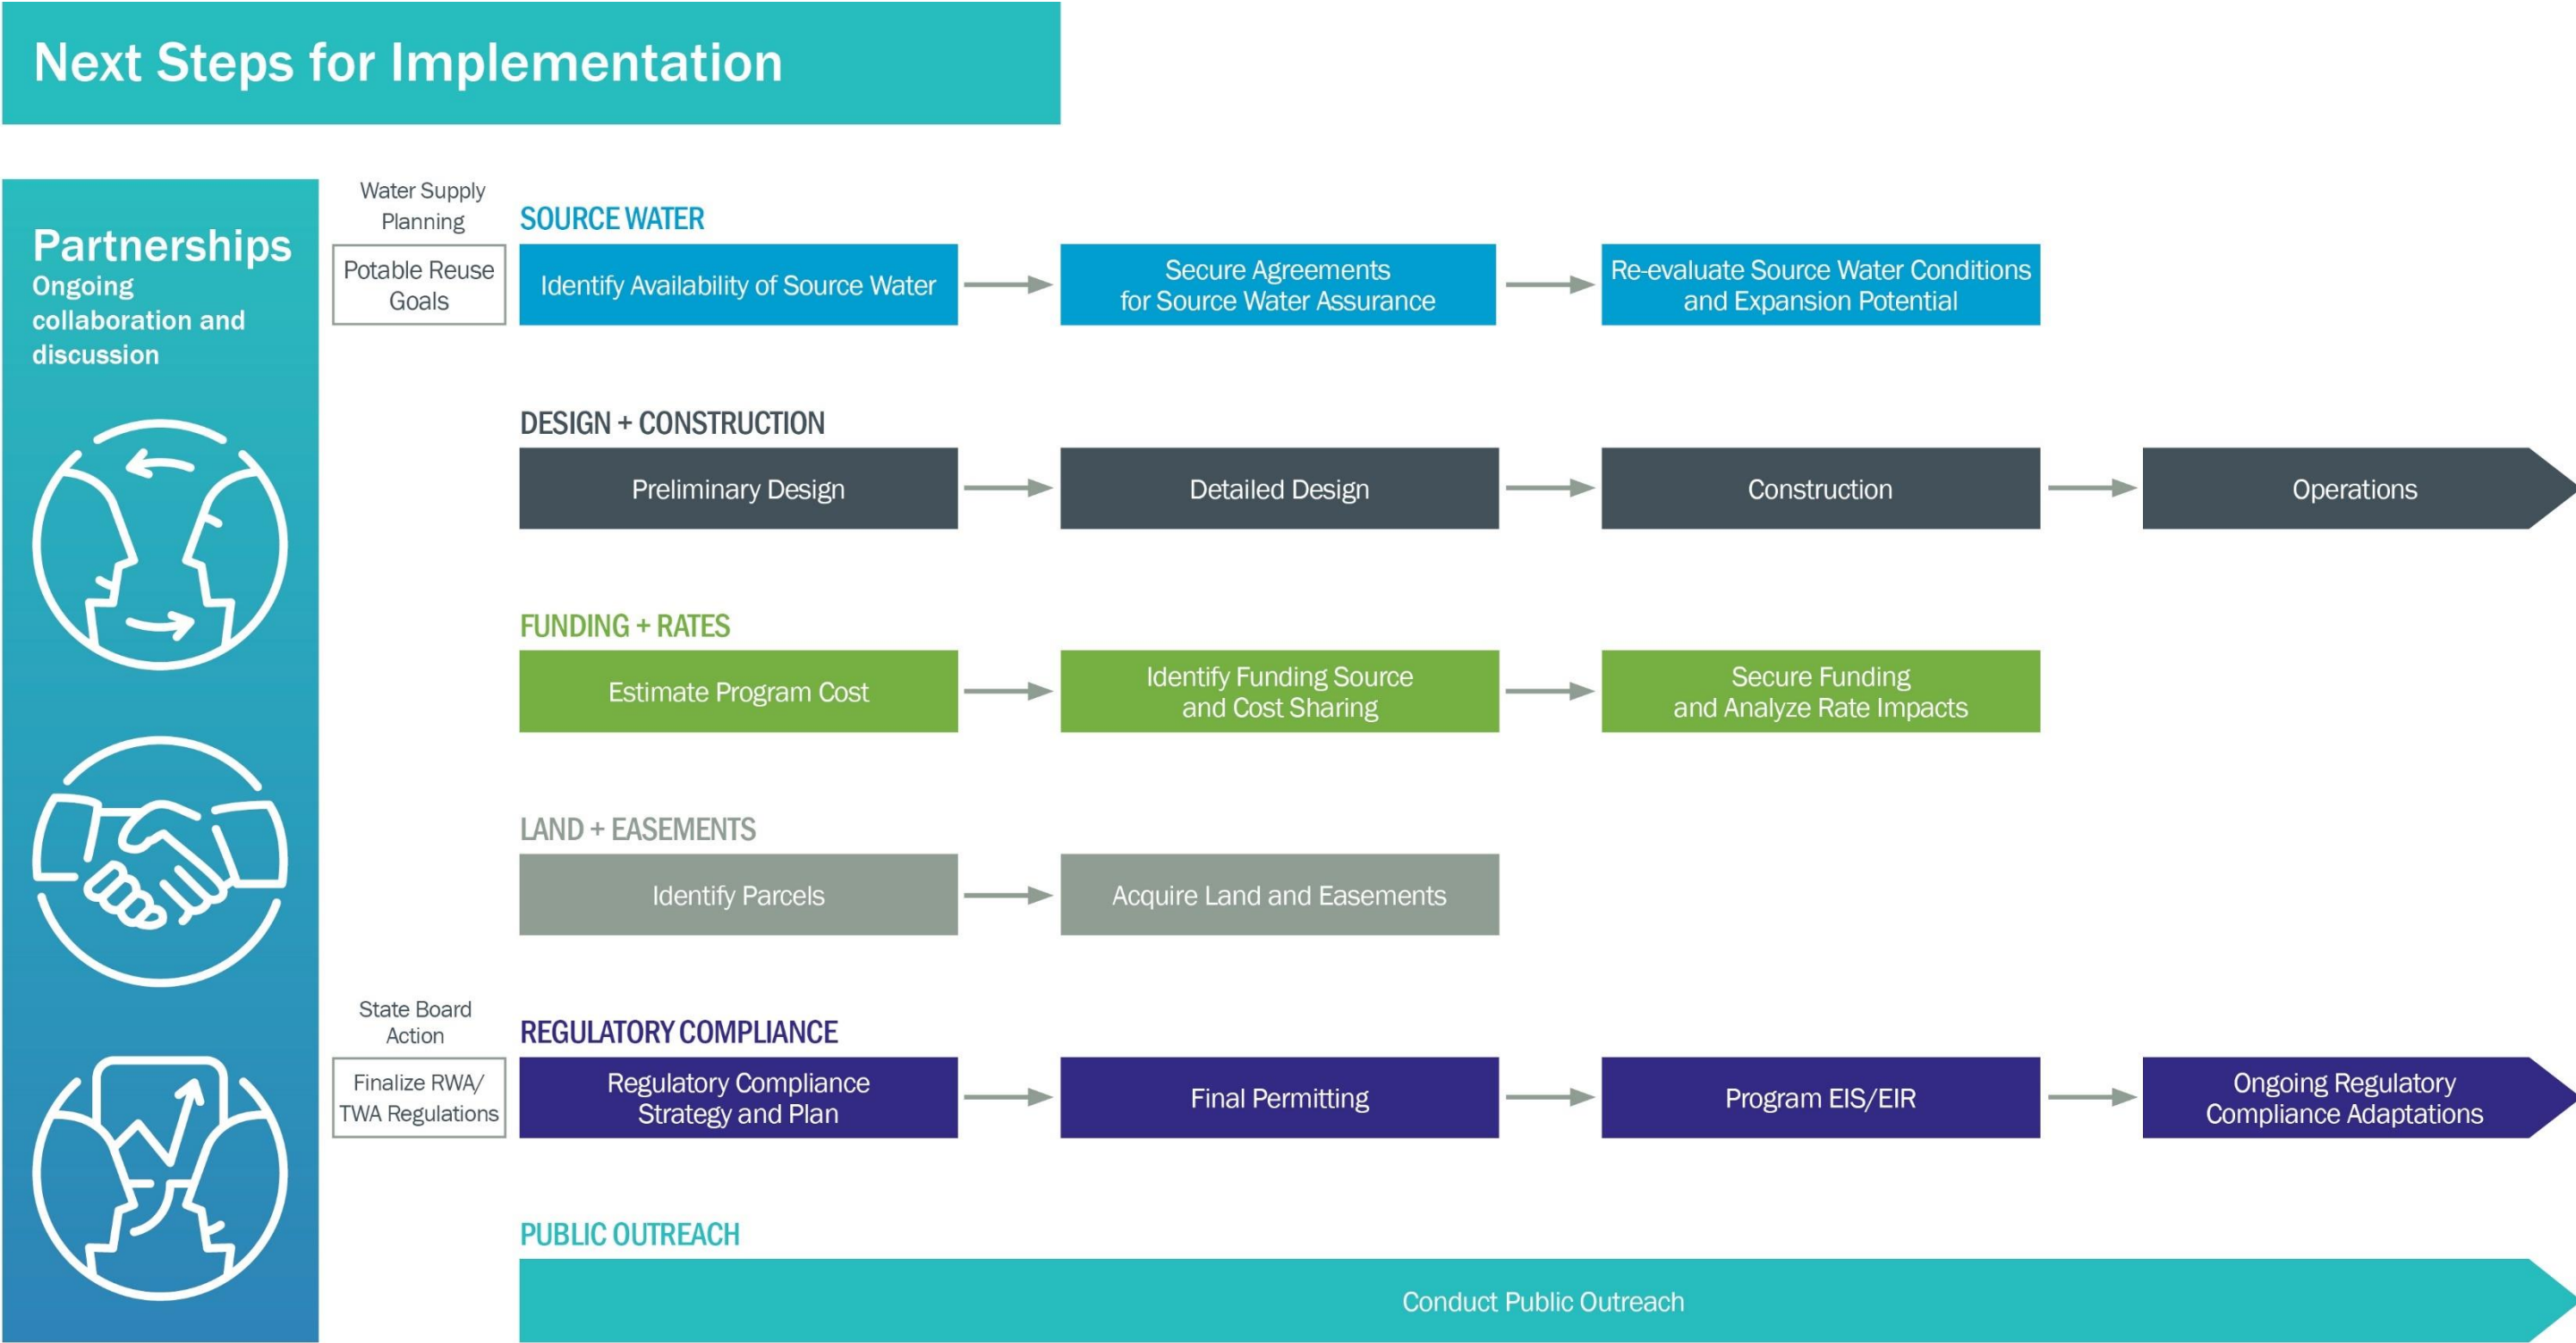 Next Steps for Implementation
Partnerships
Ongoing
collaboration and
discussion
Water Supply
Planning
Potable Reuse
Goals
SOURCE WATER
Identify Availability of Source Water
Secure Agreements
for Source Water Assurance
Re-evaluate Source Water Conditions
and Expansion Potential
DESIGN + CONSTRUCTION
Preliminary Design
Detailed Design
Construction
Operations
FUNDING + RATES
Estimate Program Cost
Identify Funding Source
and Cost Sharing
Secure Funding
and Analyze Rate Impacts
LAND + EASEMENTS
Identify Parcels
Acquire Land and Easements
State Board
Action
Finalize RWA/
TWA Regulations
REGULATORY COMPLIANCE
Regulatory Compliance
Strategy and Plan
Final Permitting
Program EIS/EIR
Ongoing Regulatory
Compliance Adaptations
PUBLIC OUTREACH
Conduct Public Outreach